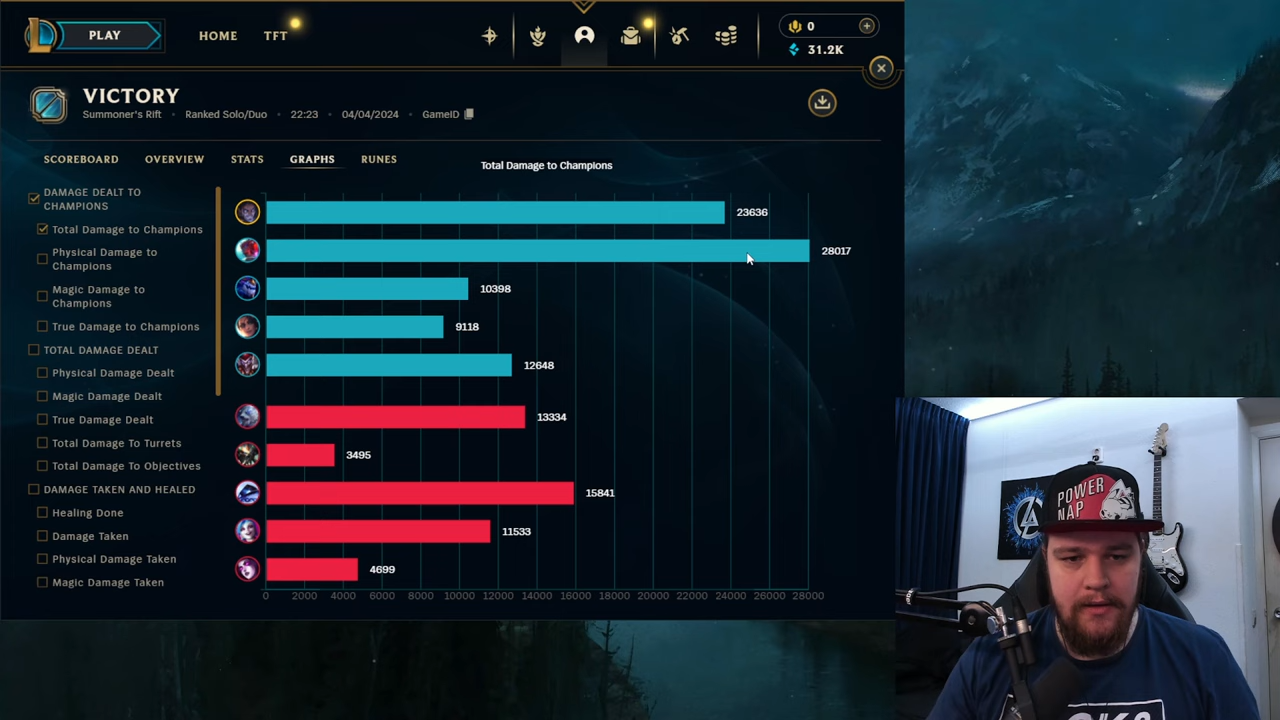 PLAY
HOME
TFT
0
31.2K
VICTORY
Summoner's Rift • Ranked Solo/Duo • 22:23 • 04/04/2024 • GameID
SCOREBOARD
OVERVIEW
STATS
GRAPHS
RUNES
DAMAGE DEALT TO
CHAMPIONS
Total Damage to Champions
Physical Damage to
Champions
Magic Damage to
Champions
True Damage to Champions
TOTAL DAMAGE DEALT
Physical Damage Dealt
Magic Damage Dealt
True Damage Dealt
Total Damage To Turrets
Total Damage To Objectives
DAMAGE TAKEN AND HEALED
Healing Done
Damage Taken
Physical Damage Taken
Magic Damage Taken
Total Damage to Champions
23636
28017
10398
9118
12648
13334
3495
15841
11533
4699
0 2000 4000 6000 8000 10000 12000 14000 16000 18000 20000 22000 24000 26000 28000
POWER
NAP